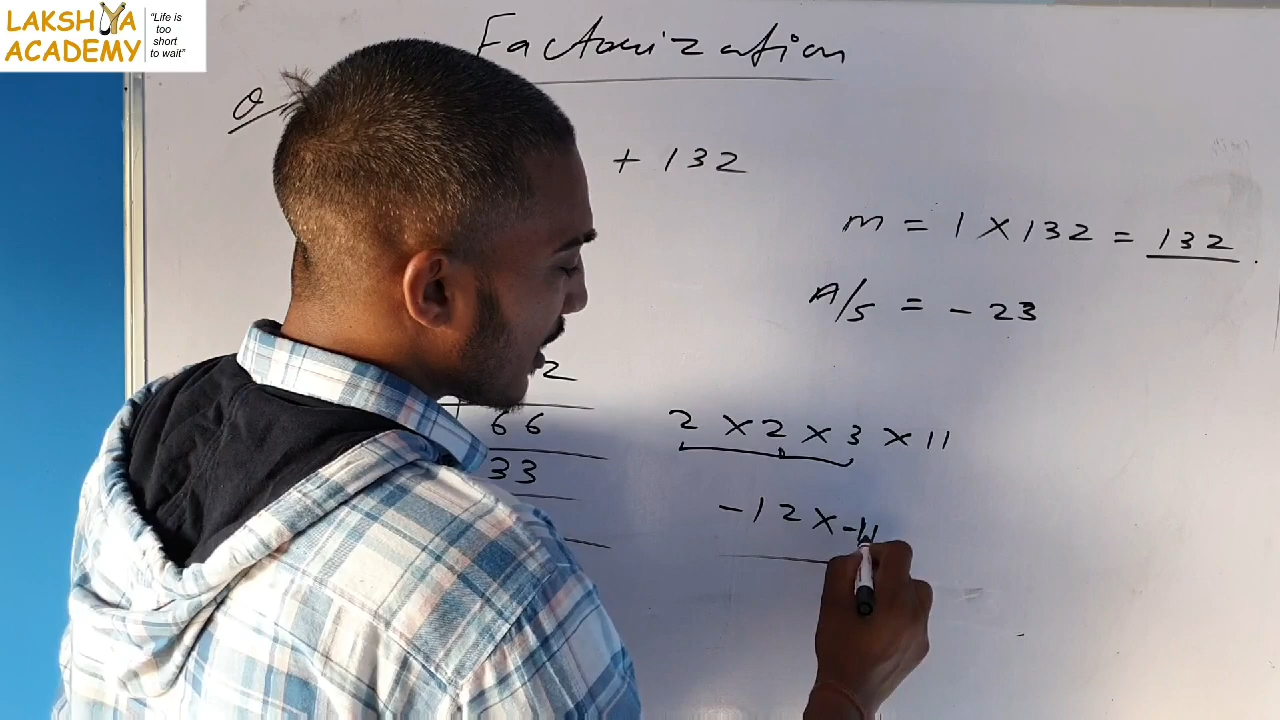 LAKSHYA ACADEMY
"Life is too short to wait"
Factorization
Q
+ 132
m = 1 × 132 = 132
A/S = - 23
2
66
2 × 2 × 3 × 11
33
-12 × -11